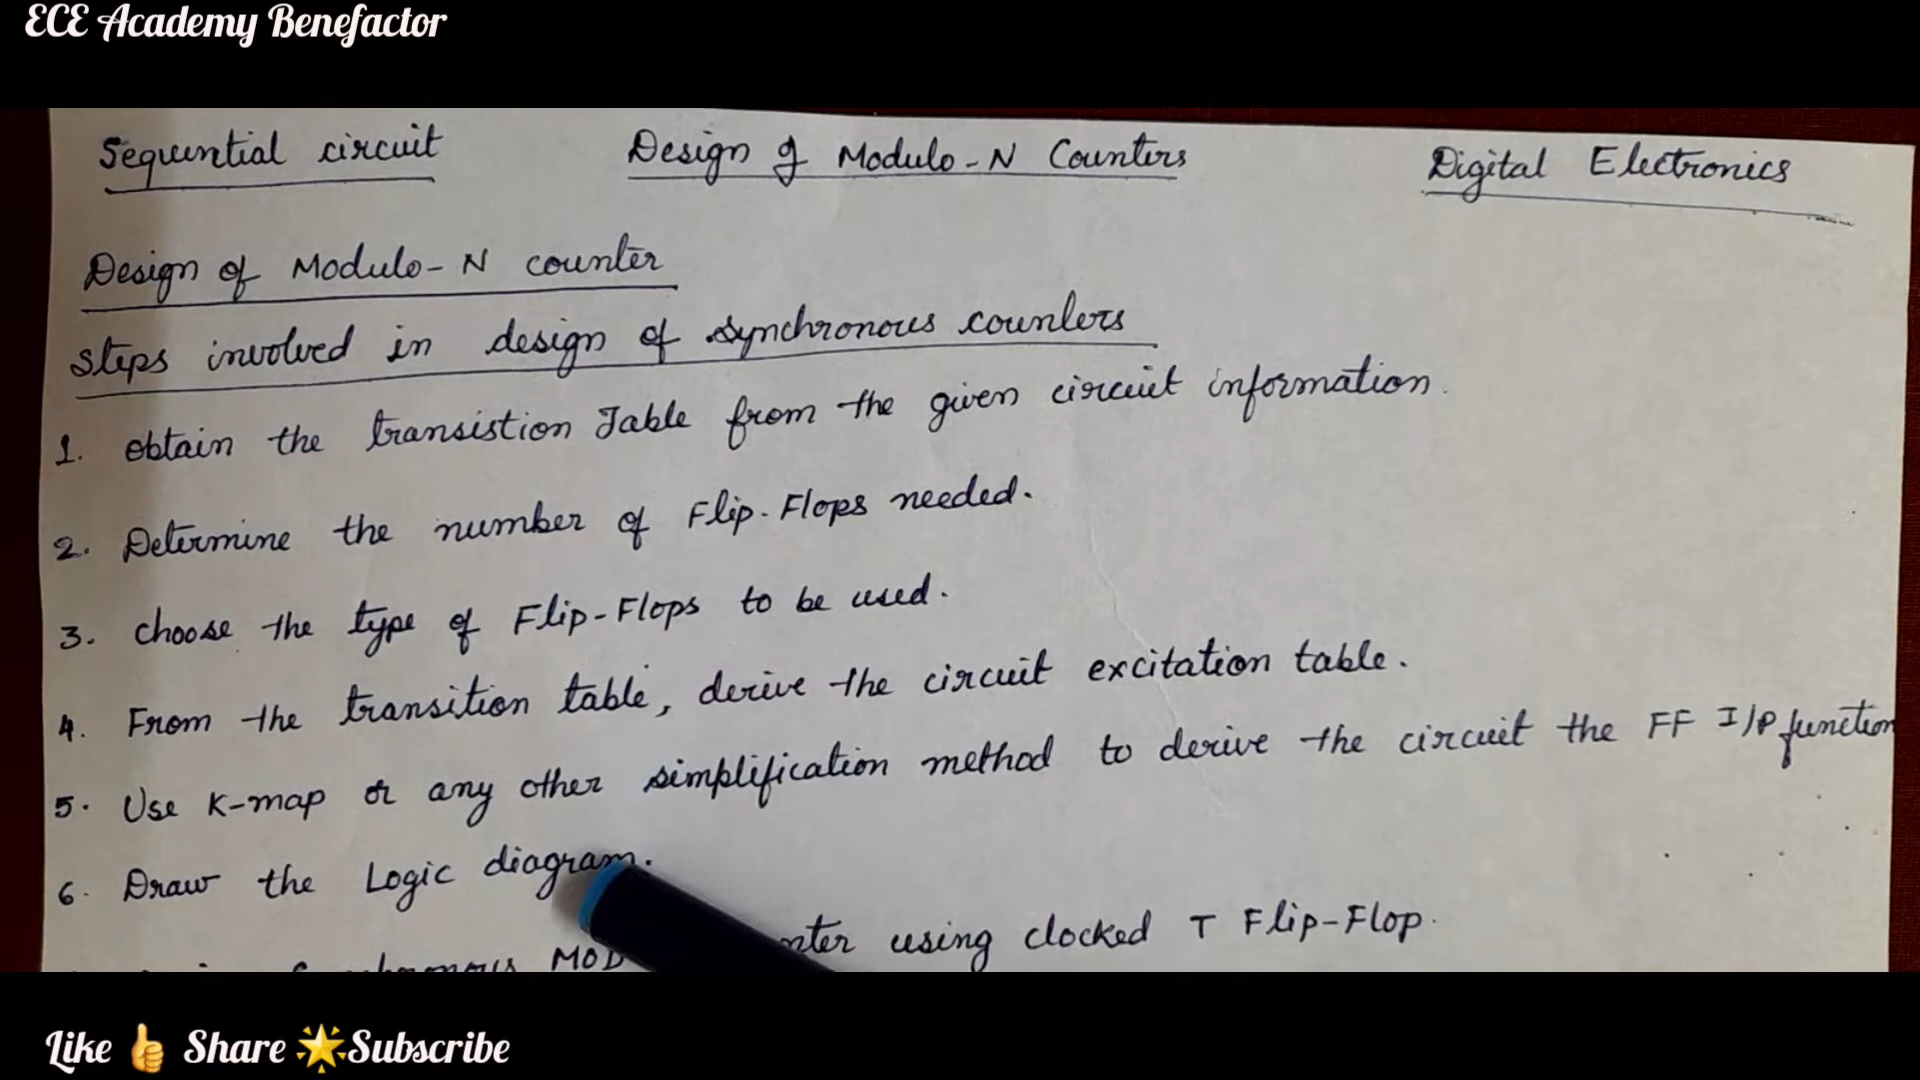 ECE Academy Benefactor
Sequential circuit Design of Modulo-N Counters Digital Electronics
Design of Modulo-N counter
Steps involved in design of synchronous counters
1. Obtain the transistion Table from the given circuit information.
2. Determine the number of Flip-Flops needed.
3. Choose the type of Flip-Flops to be used.
4. From the transition table, derive the circuit excitation table.
5. Use K-map or any other simplification method to derive the circuit the FF I/P function
6. Draw the Logic diagram.
MOD using clocked T Flip-Flop.
Like 👍 Share 🌟Subscribe